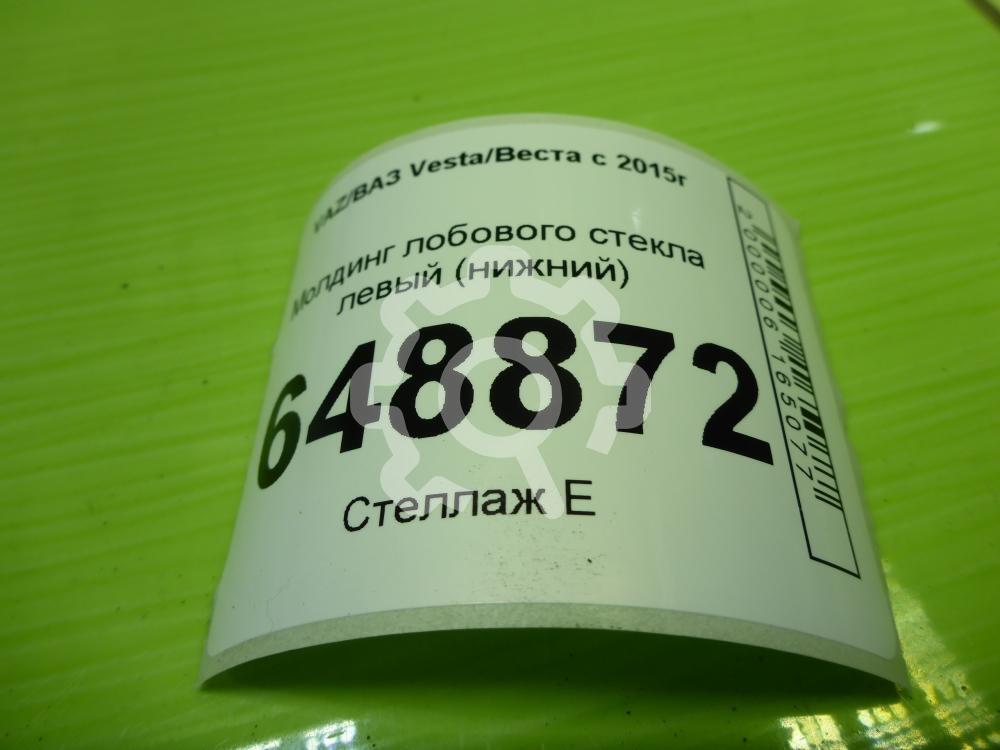 VAZ/ВАЗ Vesta/Веста с 2015г
Молдинг лобового стекла
левый (нижний)
648872
Стеллаж Е
2000006165077